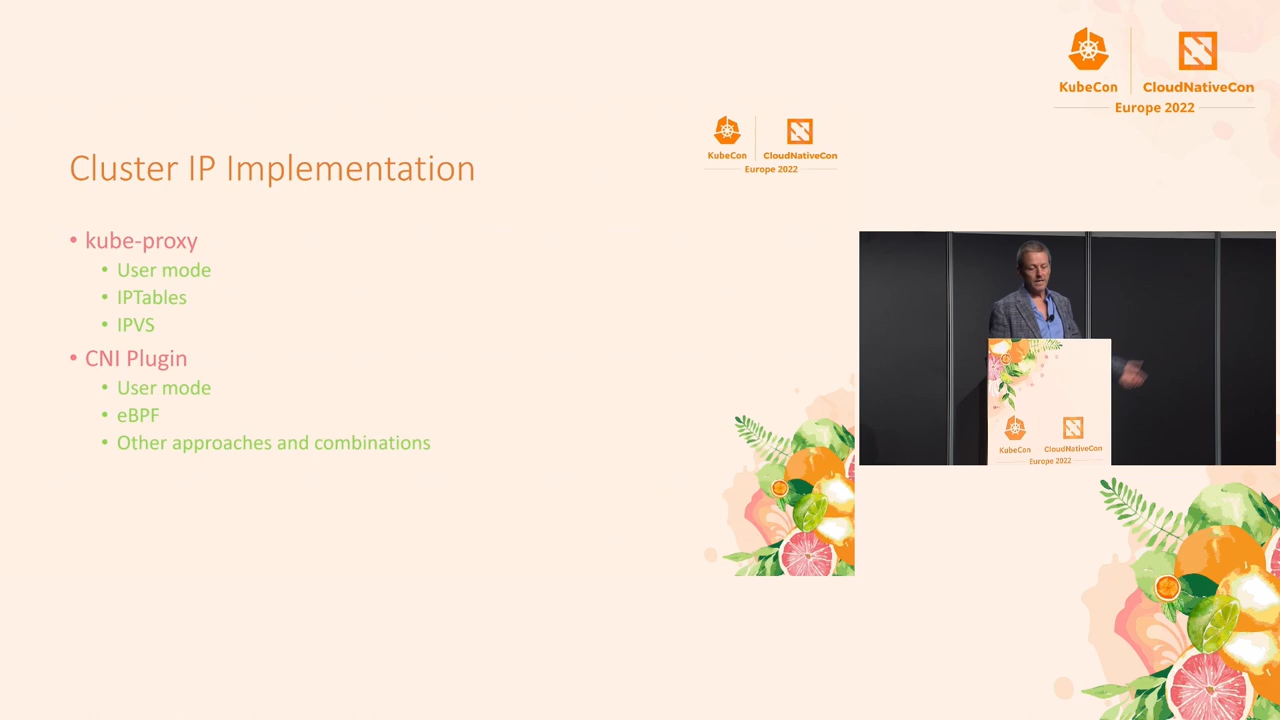 KubeCon
CloudNativeCon
Europe 2022
KubeCon
CloudNativeCon
Europe 2022
Cluster IP Implementation
• kube-proxy
• User mode
• IPTables
• IPVS
• CNI Plugin
• User mode
• eBPF
• Other approaches and combinations
KubeCon
CloudNativeCon
Europe 2022